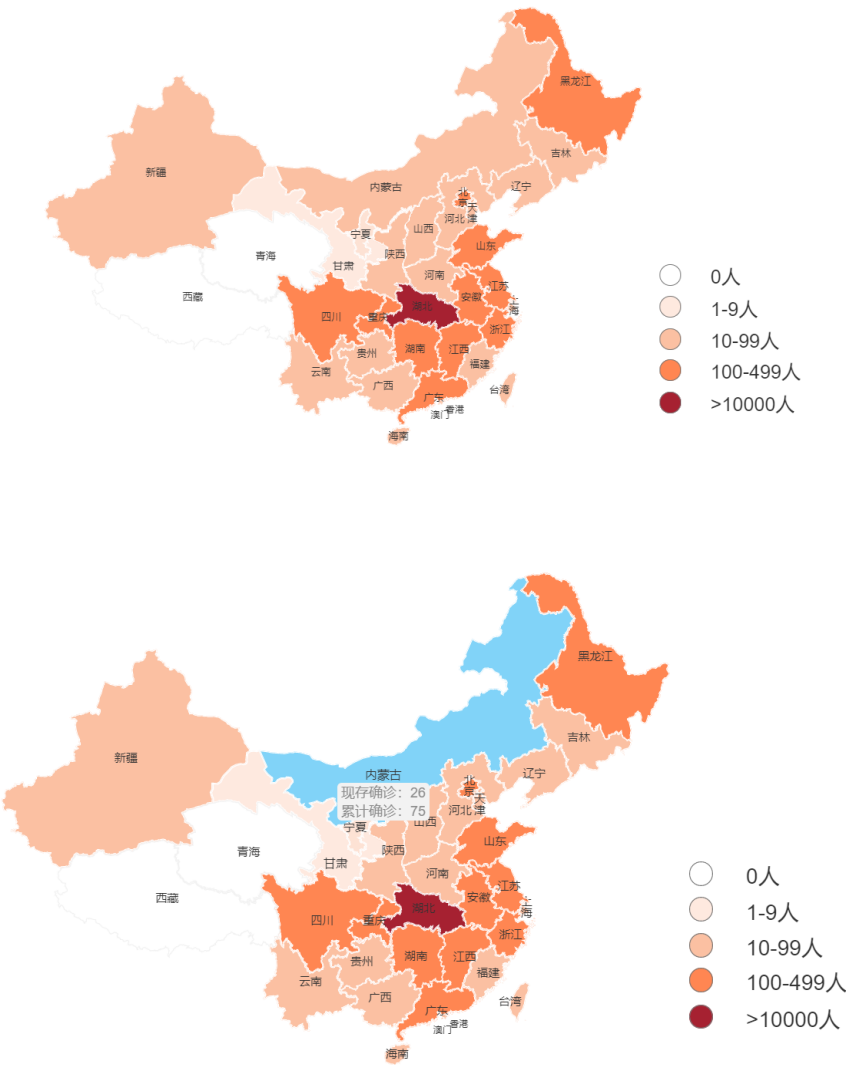 黑龙江
吉林
新疆
内蒙古
辽宁
北京
天津
河北
山西
宁夏
山东
陕西
青海
甘肃
河南
西藏
江苏
安徽
上海
湖北
四川
重庆
浙江
湖南
江西
贵州
福建
云南
广西
台湾
广东
香港
澳门
海南
0人
1-9人
10-99人
100-499人
>10000人
黑龙江
吉林
新疆
内蒙古
辽宁
北京
现存确诊：26
天津
河北
累计确诊：75
山西
宁夏
山东
陕西
青海
甘肃
河南
西藏
江苏
安徽
上海
湖北
四川
重庆
浙江
湖南
江西
贵州
福建
云南
广西
台湾
广东
香港
澳门
海南
0人
1-9人
10-99人
100-499人
>10000人